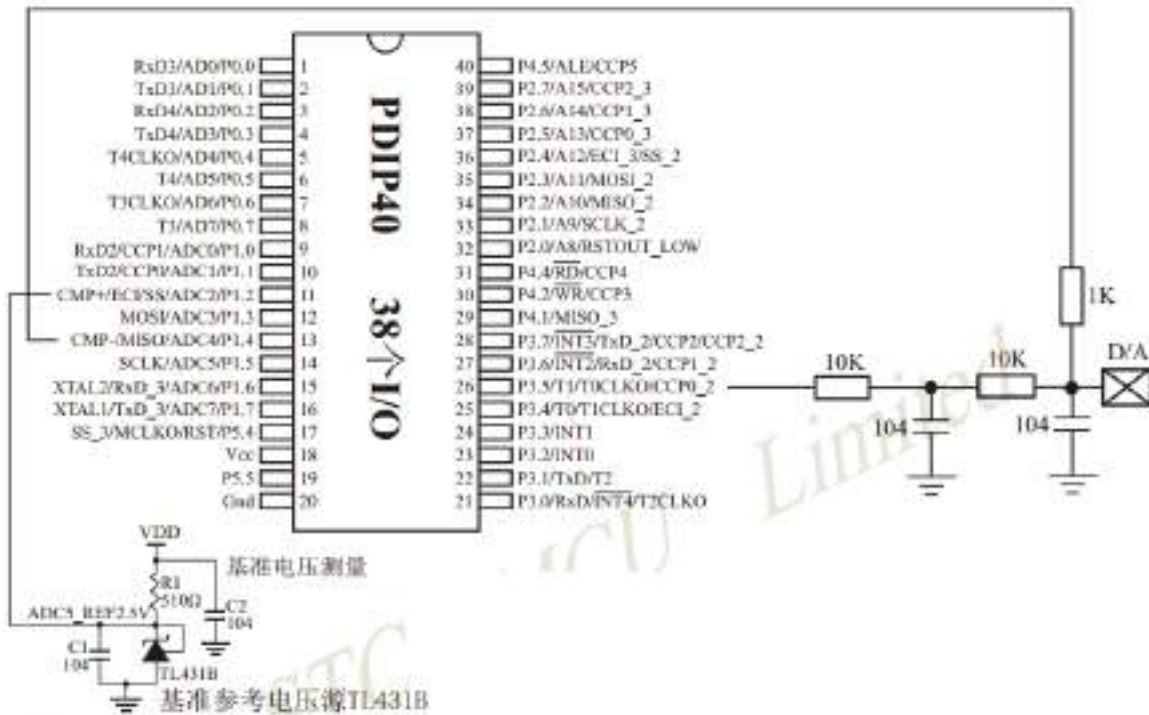 RxD3/AD0/P0.0 1
TxD3/AD1/P0.1 2
RxD4/AD2/P0.2 3
TxD4/AD3/P0.3 4
T4CLKO/AD4/P0.4 5
T4/AD5/P0.5 6
T3CLKO/AD6/P0.6 7
T3/AD7/P0.7 8
RxD2/CCP1/ADC0/P1.0 9
TxD2/CCP0/ADC1/P1.1 10
CMP+/ECI/SS/ADC2/P1.2 11
MOSI/ADC3/P1.3 12
CMP-/MISO/ADC4/P1.4 13
SCLK/ADC5/P1.5 14
XTAL2/RxD_3/ADC6/P1.6 15
XTAL1/TxD_3/ADC7/P1.7 16
SS_3/MCLKO/RST/P5.4 17
Vcc 18
P5.5 19
Gnd 20
PDIP40 38个I/O
40 P4.5/ALE/CCP5
39 P2.7/A15/CCP2_3
38 P2.6/A14/CCP1_3
37 P2.5/A13/CCP0_3
36 P2.4/A12/ECI_3/SS_2
35 P2.3/A11/MOSI_2
34 P2.2/A10/MISO_2
33 P2.1/A9/SCLK_2
32 P2.0/A8/RSTOUT_LOW
31 P4.4/RD/CCP4
30 P4.2/WR/CCP3
29 P4.1/MISO_3
28 P3.7/INT3/TxD_2/CCP2/CCP2_2
27 P3.6/INT2/RxD_2/CCP1_2
26 P3.5/T1/T0CLKO/CCP0_2
25 P3.4/T0/T1CLKO/ECI_2
24 P3.3/INT1
23 P3.2/INT0
22 P3.1/TxD/T2
21 P3.0/RxD/INT4/T2CLKO
1K
10K
10K
D/A
104
104
VDD
基准电压测量
R1
510Ω
C2
104
ADC5_REF2.5V
C1
104
TL431B
基准参考电压源TL431B
STC MCU Limited